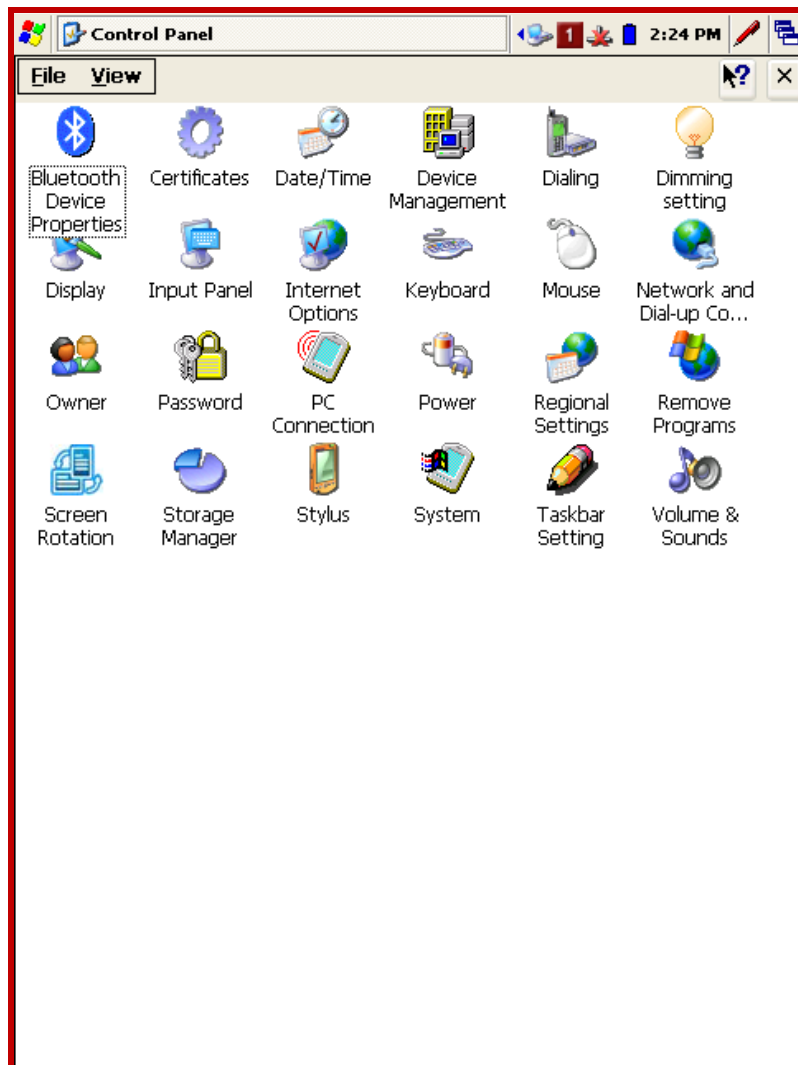 Control Panel
1
2:24 PM
File View
?
Bluetooth Device Properties
Certificates
Date/Time
Device Management
Dialing
Dimming setting
Display
Input Panel
Internet Options
Keyboard
Mouse
Network and Dial-up Co...
Owner
Password
PC Connection
Power
Regional Settings
Remove Programs
Screen Rotation
Storage Manager
Stylus
System
Taskbar Setting
Volume & Sounds